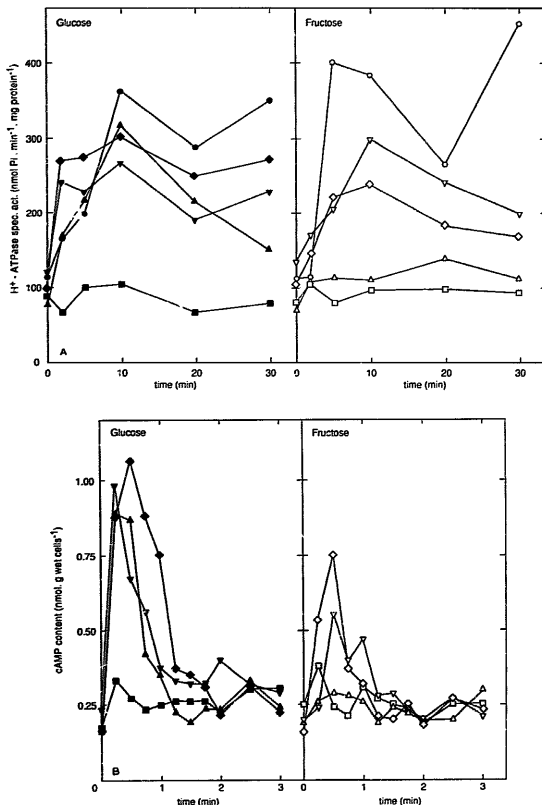 Glucose
Fructose
H⁺ - ATPase spec. act. (nmol Pi. min⁻¹. mg protein⁻¹)
400
300
200
100
0
A
0 10 20 30
0 10 20 30
time (min)
time (min)
Glucose
Fructose
cAMP content (nmol. g wet cells⁻¹)
1.00
0.75
0.50
0.25
0
B
0 1 2 3
0 1 2 3
time (min)
time (min)